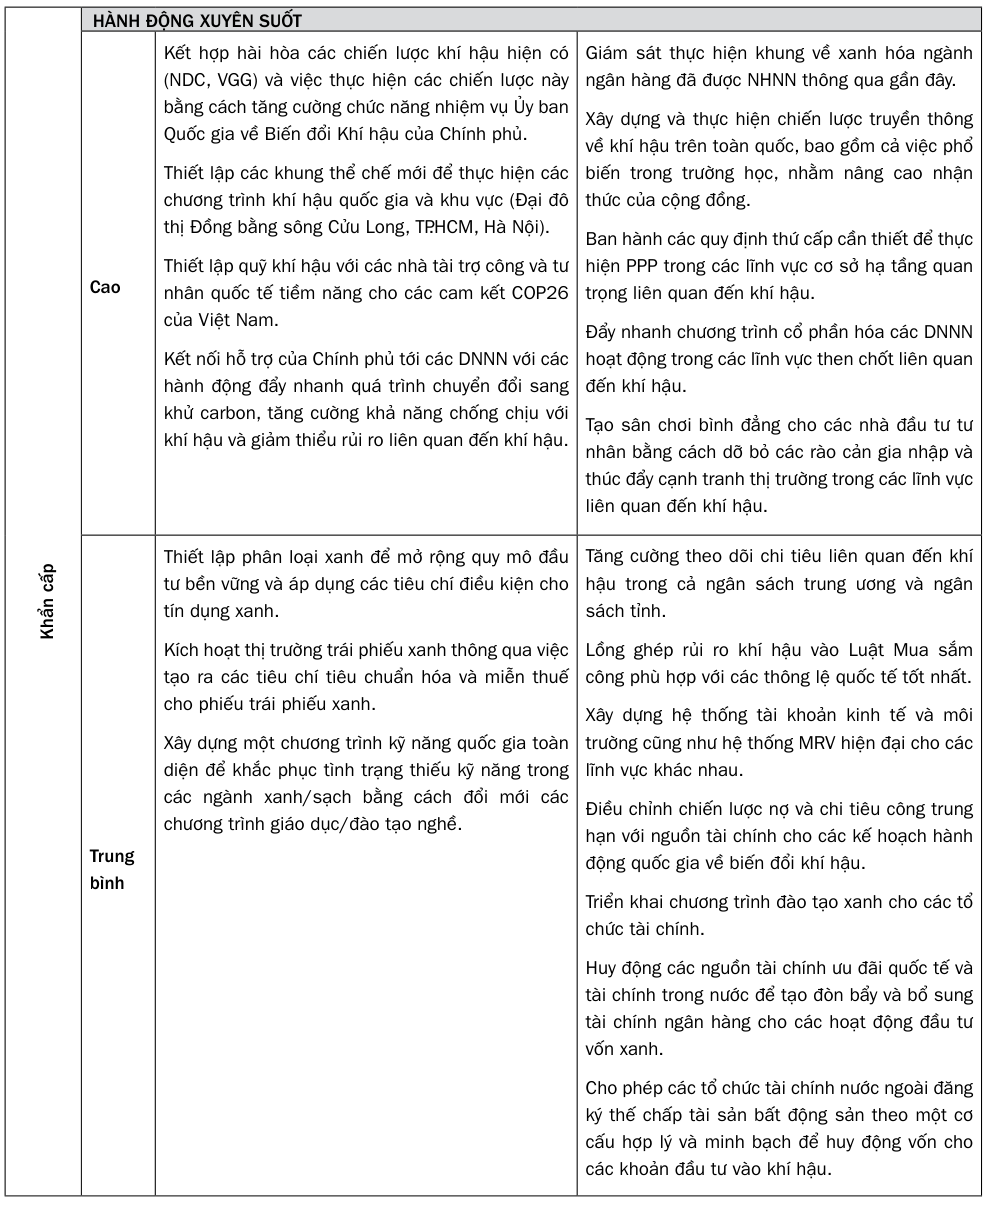 HÀNH ĐỘNG XUYÊN SUỐT
Khẩn cấp
Cao
Kết hợp hài hòa các chiến lược khí hậu hiện có
(NDC, VGG) và việc thực hiện các chiến lược này
bằng cách tăng cường chức năng nhiệm vụ Ủy ban
Quốc gia về Biến đổi Khí hậu của Chính phủ.
Thiết lập các khung thể chế mới để thực hiện các
chương trình khí hậu quốc gia và khu vực (Đại đô
thị Đồng bằng sông Cửu Long, TP.HCM, Hà Nội).
Thiết lập quỹ khí hậu với các nhà tài trợ công và tư
nhân quốc tế tiềm năng cho các cam kết COP26
của Việt Nam.
Kết nối hỗ trợ của Chính phủ tới các DNNN với các
hành động đẩy nhanh quá trình chuyển đổi sang
khử carbon, tăng cường khả năng chống chịu với
khí hậu và giảm thiểu rủi ro liên quan đến khí hậu.
Giám sát thực hiện khung về xanh hóa ngành
ngân hàng đã được NHNN thông qua gần đây.
Xây dựng và thực hiện chiến lược truyền thông
về khí hậu trên toàn quốc, bao gồm cả việc phổ
biến trong trường học, nhằm nâng cao nhận
thức của cộng đồng.
Ban hành các quy định thứ cấp cần thiết để thực
hiện PPP trong các lĩnh vực cơ sở hạ tầng quan
trọng liên quan đến khí hậu.
Đẩy nhanh chương trình cổ phần hóa các DNNN
hoạt động trong các lĩnh vực then chốt liên quan
đến khí hậu.
Tạo sân chơi bình đẳng cho các nhà đầu tư tư
nhân bằng cách dỡ bỏ các rào cản gia nhập và
thúc đẩy cạnh tranh thị trường trong các lĩnh vực
liên quan đến khí hậu.
Trung
bình
Thiết lập phân loại xanh để mở rộng quy mô đầu
tư bền vững và áp dụng các tiêu chí điều kiện cho
tín dụng xanh.
Kích hoạt thị trường trái phiếu xanh thông qua việc
tạo ra các tiêu chí tiêu chuẩn hóa và miễn thuế
cho phiếu trái phiếu xanh.
Xây dựng một chương trình kỹ năng quốc gia toàn
diện để khắc phục tình trạng thiếu kỹ năng trong
các ngành xanh/sạch bằng cách đổi mới các
chương trình giáo dục/đào tạo nghề.
Tăng cường theo dõi chi tiêu liên quan đến khí
hậu trong cả ngân sách trung ương và ngân
sách tỉnh.
Lồng ghép rủi ro khí hậu vào Luật Mua sắm
công phù hợp với các thông lệ quốc tế tốt nhất.
Xây dựng hệ thống tài khoản kinh tế và môi
trường cũng như hệ thống MRV hiện đại cho các
lĩnh vực khác nhau.
Điều chỉnh chiến lược nợ và chi tiêu công trung
hạn với nguồn tài chính cho các kế hoạch hành
động quốc gia về biến đổi khí hậu.
Triển khai chương trình đào tạo xanh cho các tổ
chức tài chính.
Huy động các nguồn tài chính ưu đãi quốc tế và
tài chính trong nước để tạo đòn bẩy và bổ sung
tài chính ngân hàng cho các hoạt động đầu tư
vốn xanh.
Cho phép các tổ chức tài chính nước ngoài đăng
ký thế chấp tài sản bất động sản theo một cơ
cấu hợp lý và minh bạch để huy động vốn cho
các khoản đầu tư vào khí hậu.